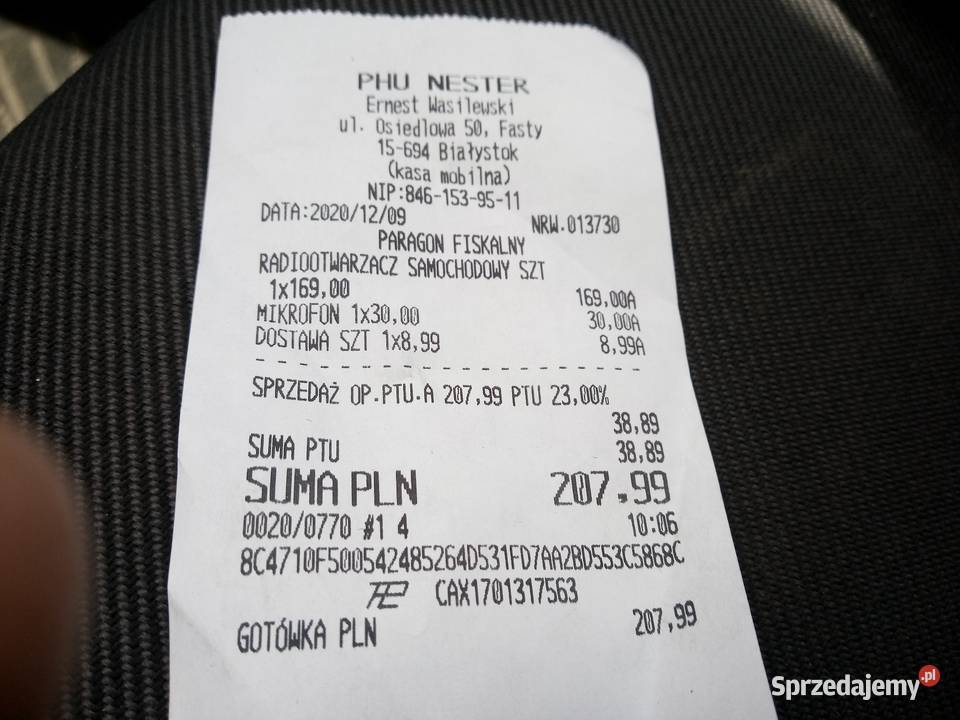 PHU NESTER
Ernest Wasilewski
ul. Osiedlowa 50, Fasty
15-694 Białystok
(kasa mobilna)
NIP:846-153-95-11
DATA:2020/12/09 NRW.013730
PARAGON FISKALNY
RADIOOTWARZACZ SAMOCHODOWY SZT
1x169,00 169,00A
MIKROFON 1x30,00 30,00A
DOSTAWA SZT 1x8,99 8,99A
SPRZEDAŻ OP.PTU.A 207,99 PTU 23,00%
38,89
SUMA PTU 38,89
SUMA PLN 207,99
0020/0770 #1 4 10:06
8C4710F500542485264D531FD7AA2BD553C5868C
CAX1701317563
GOTÓWKA PLN 207,99
Sprzedajemy.pl